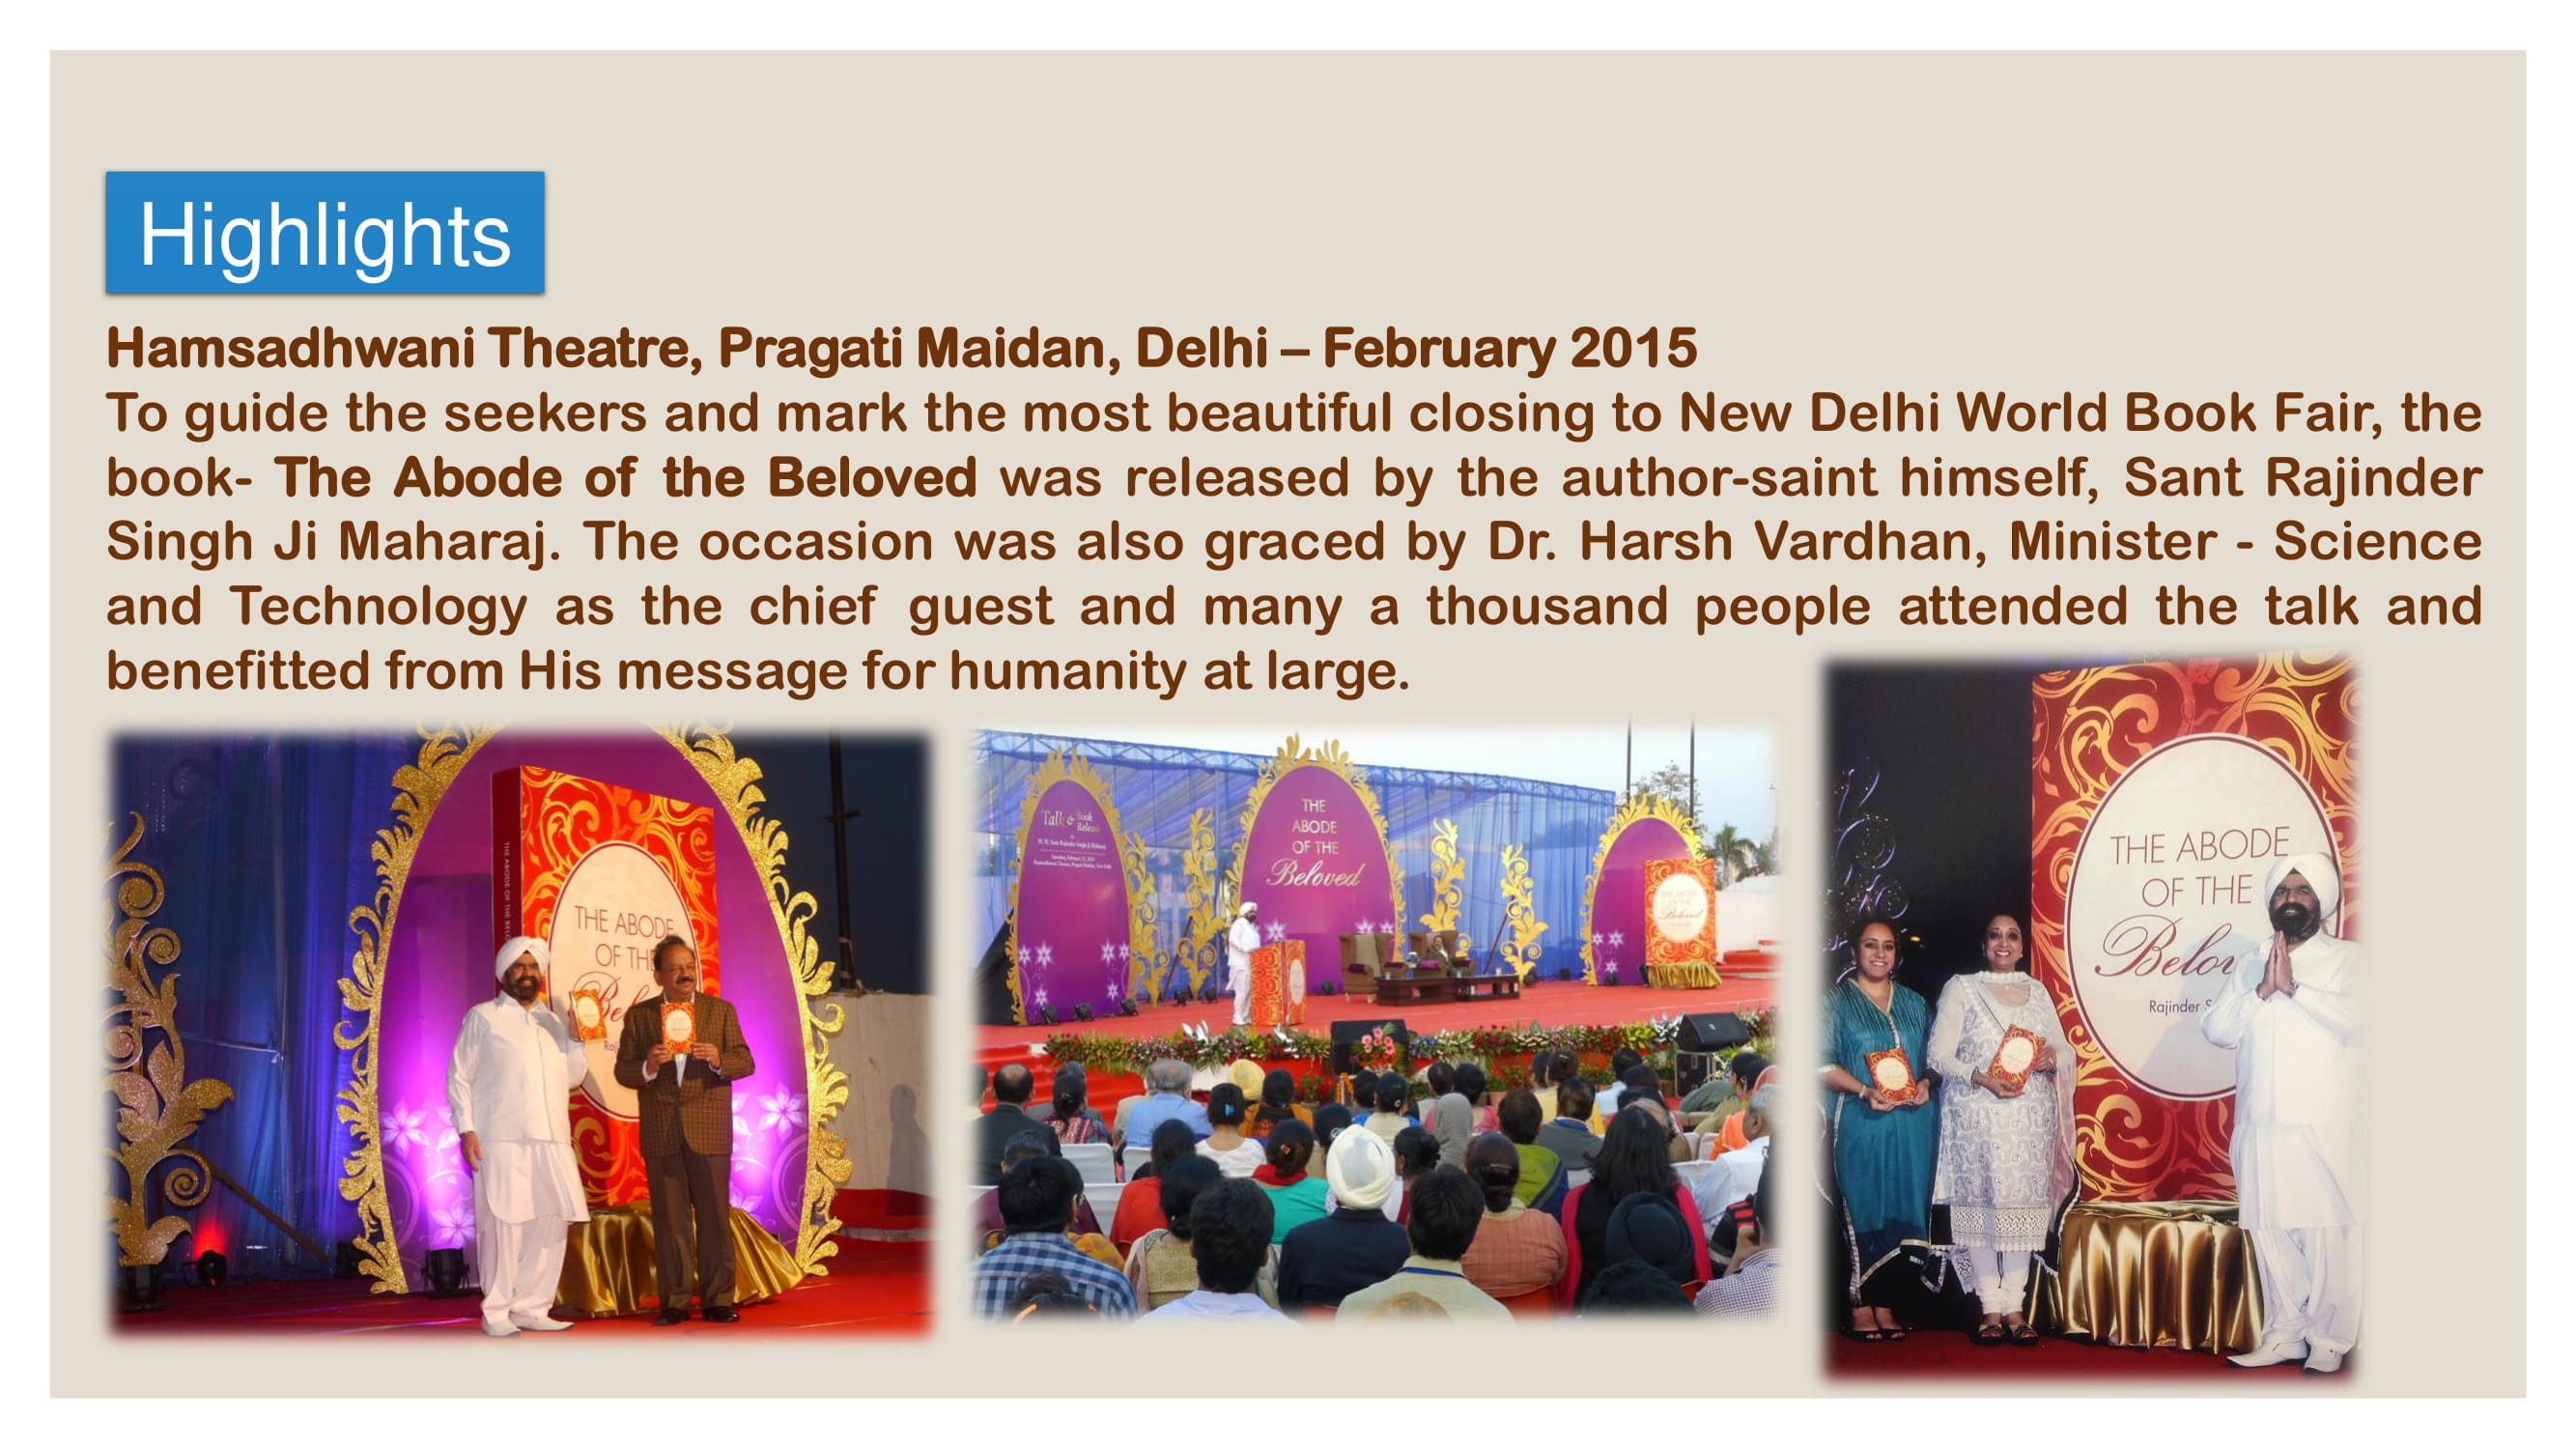 Highlights
Hamsadhwani Theatre, Pragati Maidan, Delhi – February 2015
To guide the seekers and mark the most beautiful closing to New Delhi World Book Fair, the
book- The Abode of the Beloved was released by the author-saint himself, Sant Rajinder
Singh Ji Maharaj. The occasion was also graced by Dr. Harsh Vardhan, Minister - Science
and Technology as the chief guest and many a thousand people attended the talk and
benefitted from His message for humanity at large.
THE ABODE
OF THE
Be
THE ABODE OF THE
Talk & Book
Release
THE
ABODE
OF THE
Beloved
THE ABODE
OF THE
Belov
Rajinder S